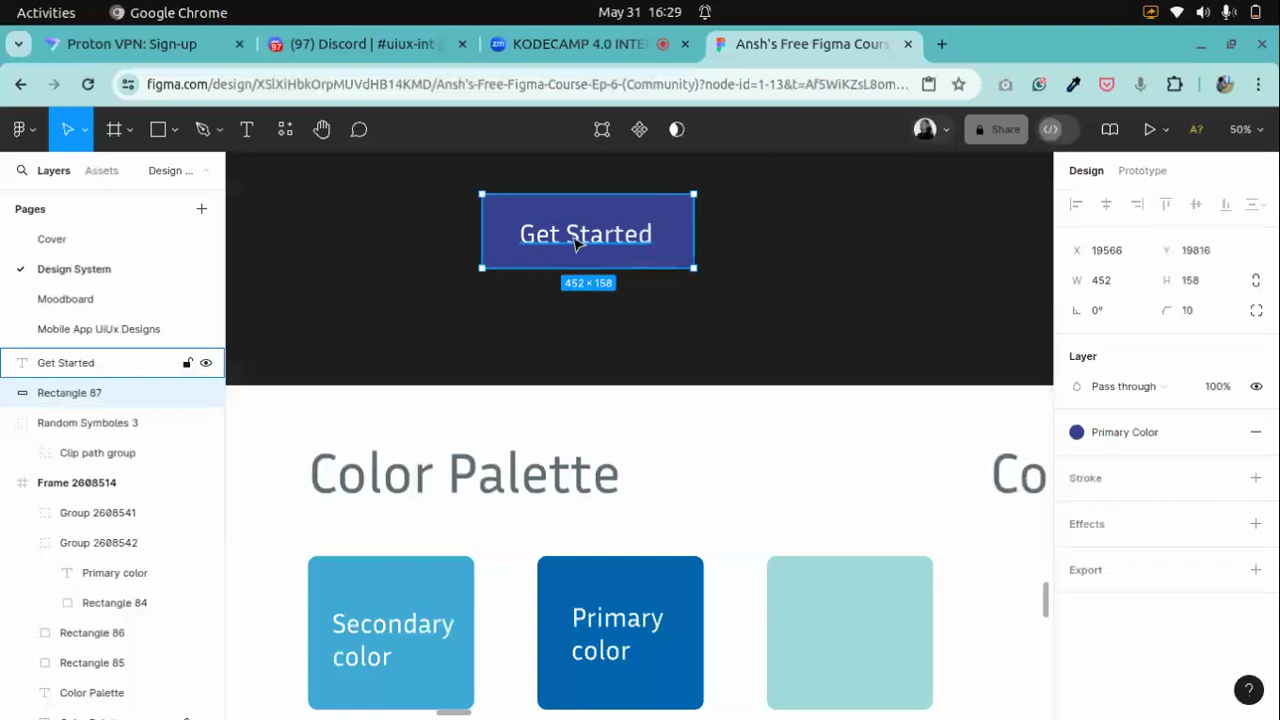 Activities Google Chrome May 31 16:29
Proton VPN: Sign-up (97) Discord | #uiux-int KODECAMP 4.0 INTER Ansh's Free Figma Cours
figma.com/design/XSlXiHbkOrpMUVdHB14KMD/Ansh's-Free-Figma-Course-Ep-6-(Community)?node-id=1-13&t=Af5WiKZsL8om...
Share A? 50%
Layers Assets Design ...
Pages
Cover
Design System
Moodboard
Mobile App UiUx Designs
Get Started
Rectangle 87
Random Symboles 3
Clip path group
Frame 2608514
Group 2608541
Group 2608542
Primary color
Rectangle 84
Rectangle 86
Rectangle 85
Color Palette
Get Started
452 × 158
Color Palette
Co
Secondary
color
Primary
color
Design Prototype
X 19566 Y 19816
W 452 H 158
0° 10
Layer
Pass through 100%
Primary Color
Stroke
Effects
Export
?